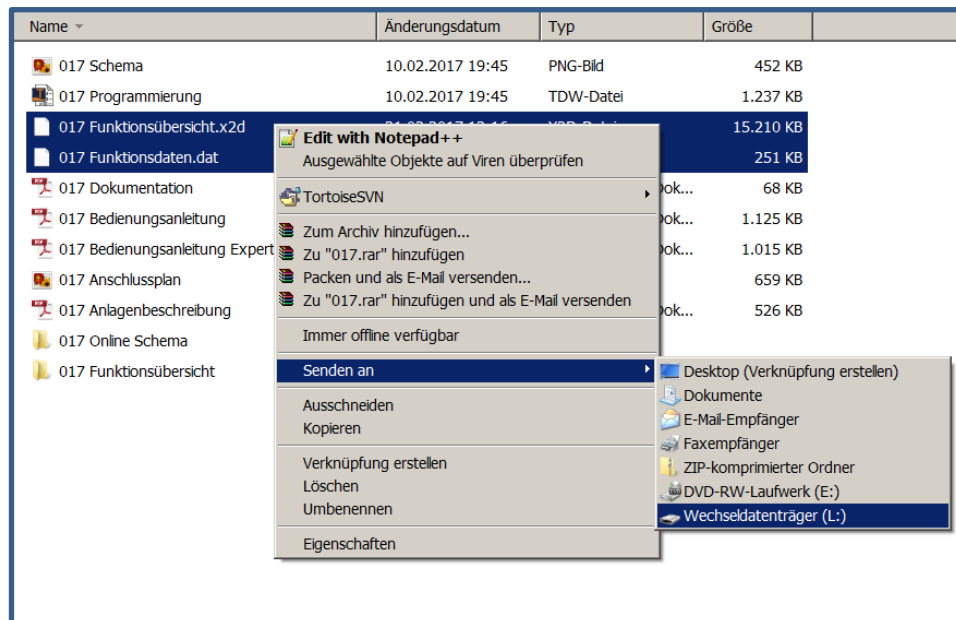 Name Änderungsdatum Typ Größe
017 Schema 10.02.2017 19:45 PNG-Bild 452 KB
017 Programmierung 10.02.2017 19:45 TDW-Datei 1.237 KB
017 Funktionsübersicht.x2d 15.210 KB
017 Funktionsdaten.dat 251 KB
017 Dokumentation ok... 68 KB
017 Bedienungsanleitung ok... 1.125 KB
017 Bedienungsanleitung Expert ok... 1.015 KB
017 Anschlussplan 659 KB
017 Anlagenbeschreibung ok... 526 KB
017 Online Schema
017 Funktionsübersicht
Edit with Notepad++
Ausgewählte Objekte auf Viren überprüfen
TortoiseSVN
Zum Archiv hinzufügen...
Zu "017.rar" hinzufügen
Packen und als E-Mail versenden...
Zu "017.rar" hinzufügen und als E-Mail versenden
Immer offline verfügbar
Senden an
Ausschneiden
Kopieren
Verknüpfung erstellen
Löschen
Umbenennen
Eigenschaften
Desktop (Verknüpfung erstellen)
Dokumente
E-Mail-Empfänger
Faxempfänger
ZIP-komprimierter Ordner
DVD-RW-Laufwerk (E:)
Wechseldatenträger (L:)